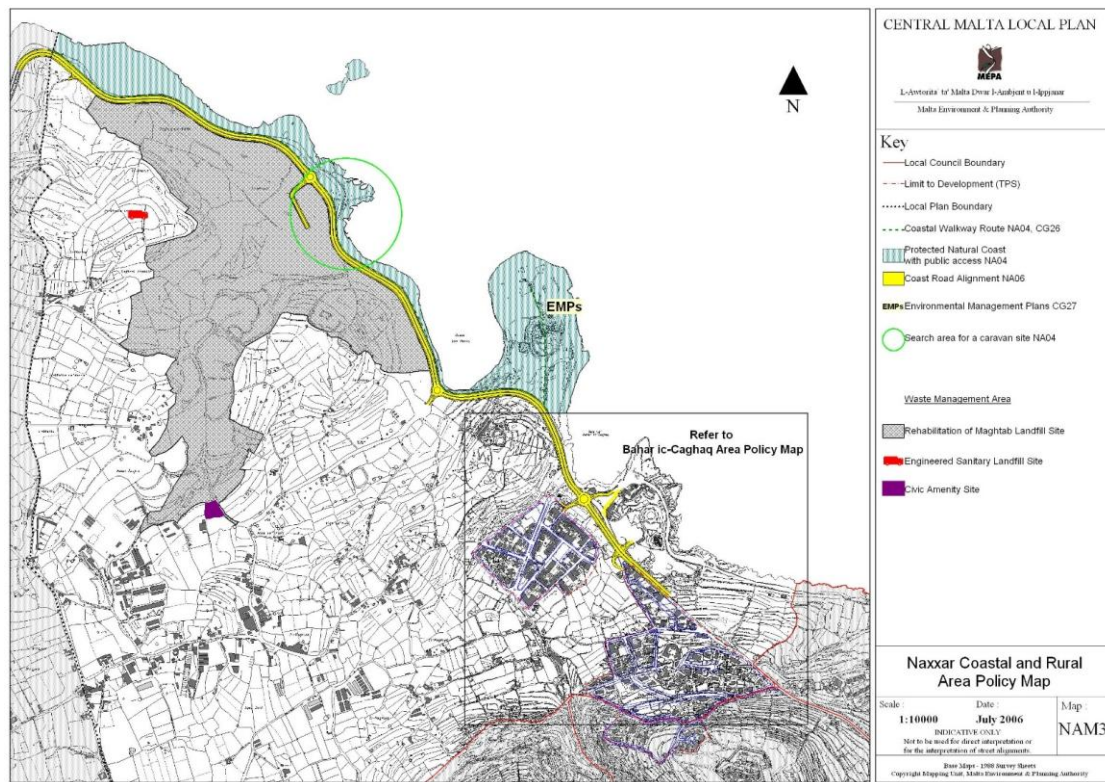 EMPs
Refer to
Bahar ic-Caghaq Area Policy Map
N
CENTRAL MALTA LOCAL PLAN
MEPA
L-Awtorita' ta' Malta Dwar l-Ambjent u l-Ippjanar
Malta Environment & Planning Authority
Key
Local Council Boundary
Limit to Development (TPS)
Local Plan Boundary
Coastal Walkway Route NA04, CG26
Protected Natural Coast
with public access NA04
Coast Road Alignment NA06
EMPs Environmental Management Plans CG27
Search area for a caravan site NA04
Waste Management Area
Rehabilitation of Maghtab Landfill Site
Engineered Sanitary Landfill Site
Civic Amenity Site
Naxxar Coastal and Rural
Area Policy Map
Scale : Date : Map :
1:10000 July 2006 NAM3
INDICATIVE ONLY
Not to be used for direct interpretation or
for the interpretation of street alignments.
Base Maps - 1988 Survey Sheets
Copyright Mapping Unit, Malta Environment & Planning Authority